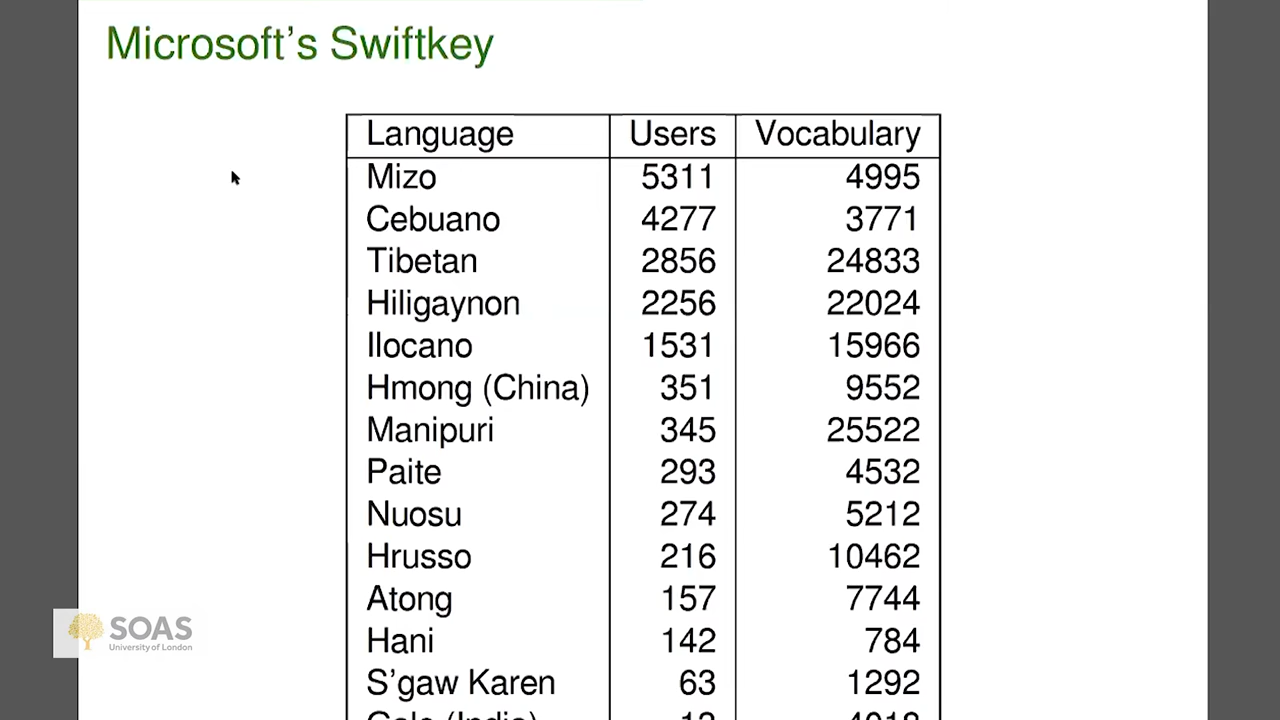 Microsoft's Swiftkey
Language Users Vocabulary
Mizo 5311 4995
Cebuano 4277 3771
Tibetan 2856 24833
Hiligaynon 2256 22024
Ilocano 1531 15966
Hmong (China) 351 9552
Manipuri 345 25522
Paite 293 4532
Nuosu 274 5212
Hrusso 216 10462
Atong 157 7744
Hani 142 784
S'gaw Karen 63 1292
SOAS
University of London